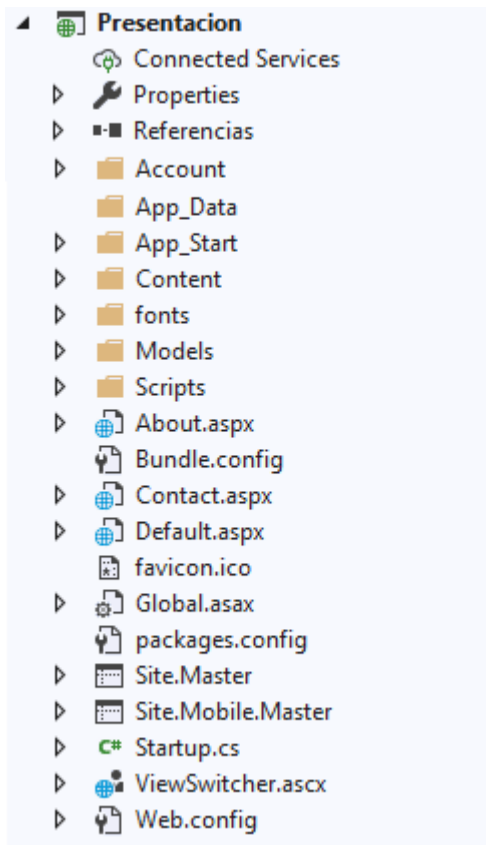 Presentacion
Connected Services
Properties
Referencias
Account
App_Data
App_Start
Content
fonts
Models
Scripts
About.aspx
Bundle.config
Contact.aspx
Default.aspx
favicon.ico
Global.asax
packages.config
Site.Master
Site.Mobile.Master
C# Startup.cs
ViewSwitcher.ascx
Web.config